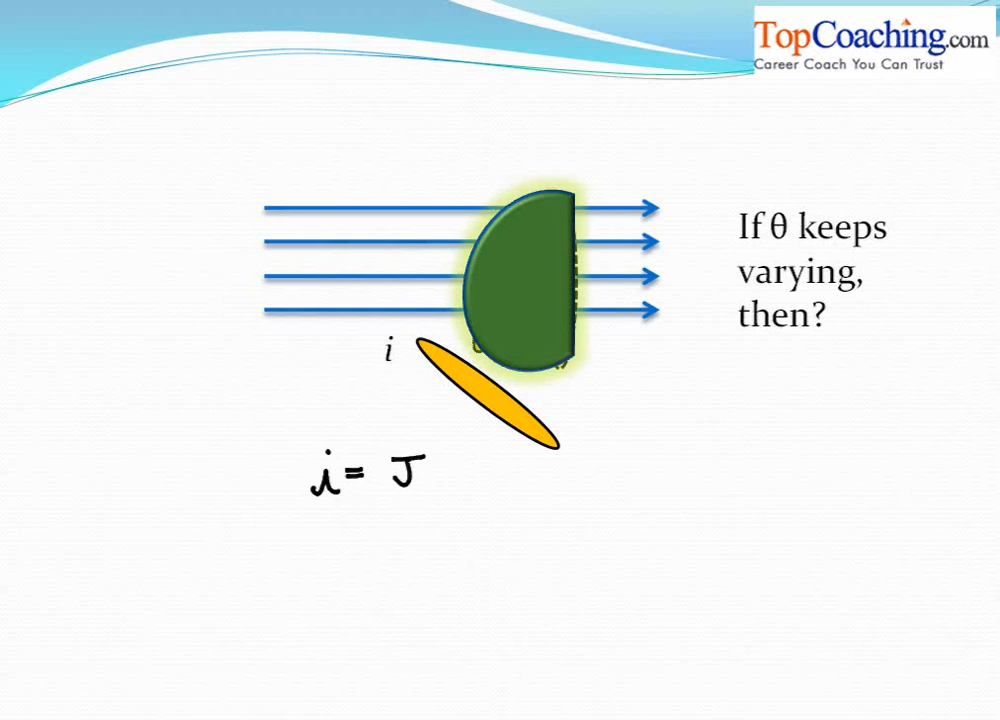 TopCoaching.com
Career Coach You Can Trust
If θ keeps
varying,
then?
i
i = J